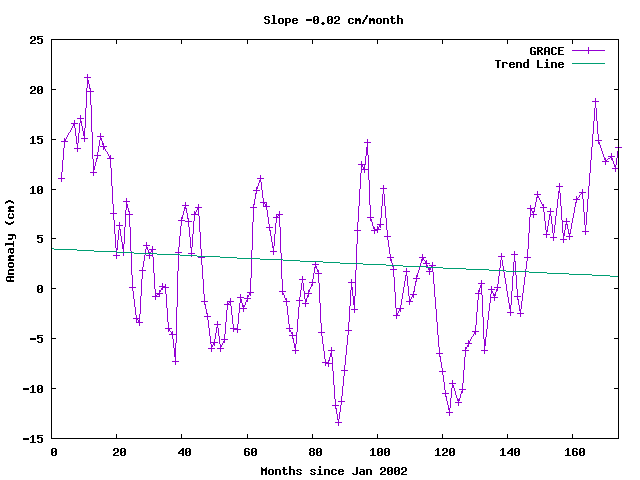 Slope -0.02 cm/month
25
20
15
10
5
0
-5
-10
-15
Anomaly (cm)
GRACE
Trend Line
0 20 40 60 80 100 120 140 160
Months since Jan 2002